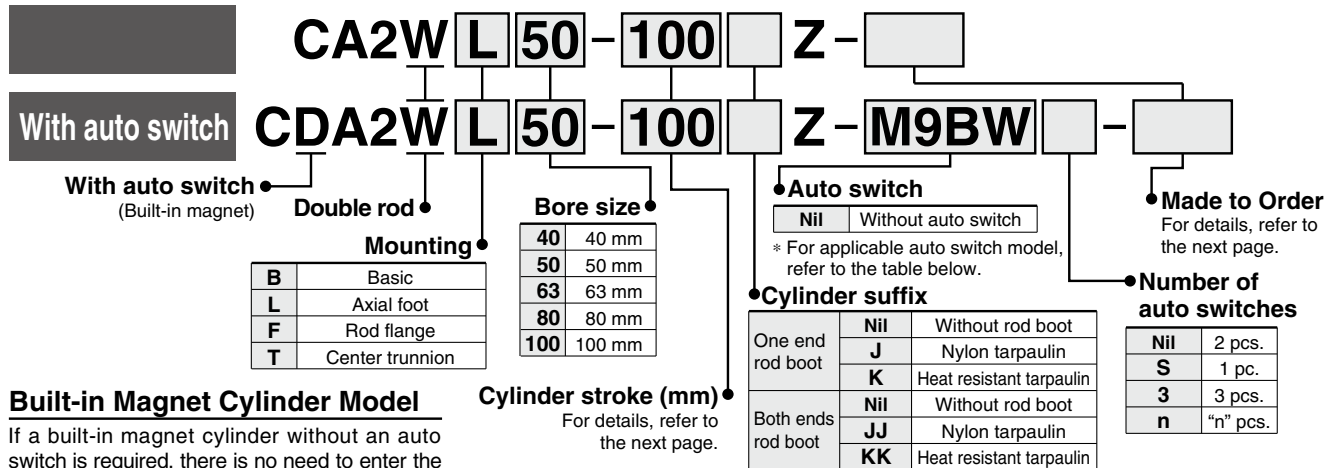 CA2W L 50 - 100 Z -
With auto switch CDA2W L 50 - 100 Z - M9BW -
With auto switch
(Built-in magnet)
Double rod
Mounting
B Basic
L Axial foot
F Rod flange
T Center trunnion
Bore size
40 40 mm
50 50 mm
63 63 mm
80 80 mm
100 100 mm
Cylinder stroke (mm)
For details, refer to
the next page.
Auto switch
Nil Without auto switch
* For applicable auto switch model,
refer to the table below.
Cylinder suffix
One end
rod boot
Nil Without rod boot
J Nylon tarpaulin
K Heat resistant tarpaulin
Both ends
rod boot
Nil Without rod boot
JJ Nylon tarpaulin
KK Heat resistant tarpaulin
Made to Order
For details, refer to
the next page.
Number of
auto switches
Nil 2 pcs.
S 1 pc.
3 3 pcs.
n "n" pcs.
Built-in Magnet Cylinder Model
If a built-in magnet cylinder without an auto
switch is required, there is no need to enter the